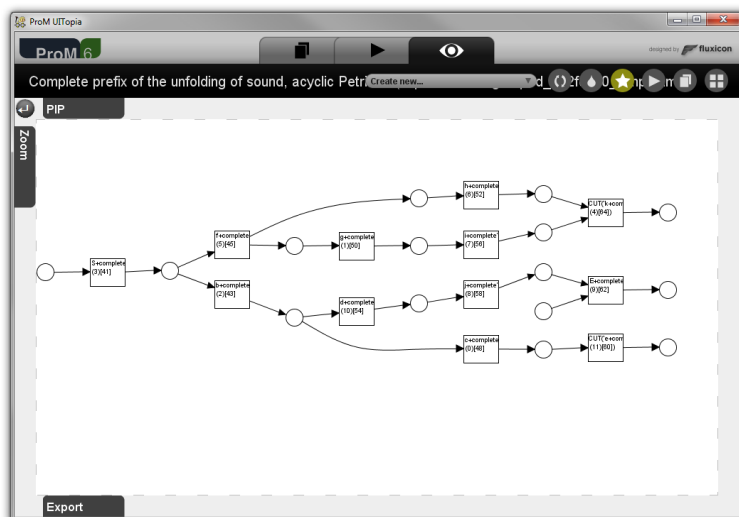 ProM UITopia
ProM 6
designed by fluxicon
Complete prefix of the unfolding of sound, acyclic Petri
Create new...
PIP
Zoom
h+complete
(6)[52]
CUT('k+com
(4)[64])
f+complete
(5)[45]
g+complete
(1)[50]
i+complete
(7)[56]
S+complete
(3)[41]
b+complete
(2)[43]
d+complete
(10)[54]
j+complete
(8)[58]
E+complete
(9)[62]
c+complete
(0)[48]
CUT('e+com
(11)[60])
Export